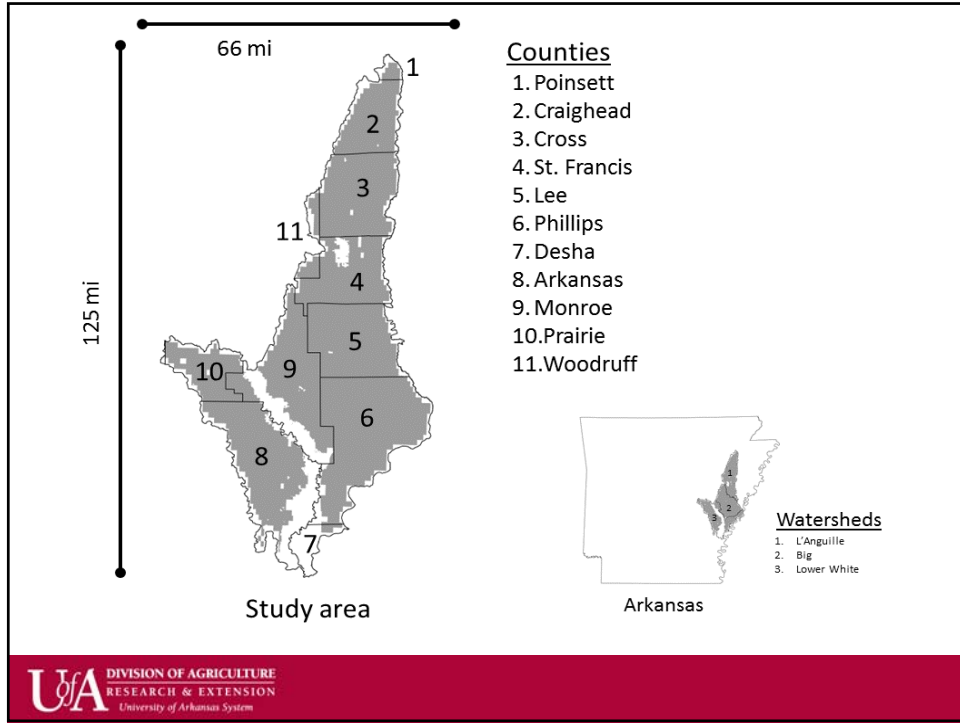 66 mi
125 mi
1
2
3
11
4
5
9
10
6
8
7
Study area
Counties
1. Poinsett
2. Craighead
3. Cross
4. St. Francis
5. Lee
6. Phillips
7. Desha
8. Arkansas
9. Monroe
10.Prairie
11.Woodruff
1
2
3
Arkansas
Watersheds
1. L'Anguille
2. Big
3. Lower White
UofA
DIVISION OF AGRICULTURE
RESEARCH & EXTENSION
University of Arkansas System